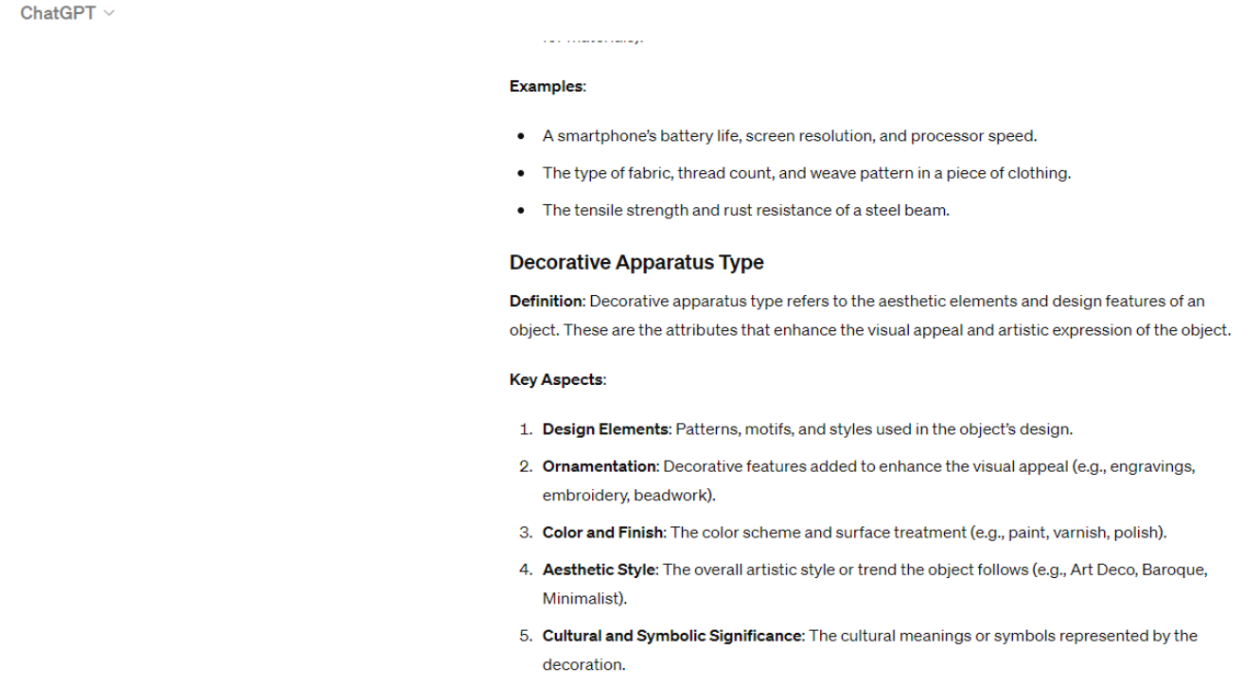 ChatGPT
Examples:
• A smartphone's battery life, screen resolution, and processor speed.
• The type of fabric, thread count, and weave pattern in a piece of clothing.
• The tensile strength and rust resistance of a steel beam.
Decorative Apparatus Type
Definition: Decorative apparatus type refers to the aesthetic elements and design features of an
object. These are the attributes that enhance the visual appeal and artistic expression of the object.
Key Aspects:
1. Design Elements: Patterns, motifs, and styles used in the object's design.
2. Ornamentation: Decorative features added to enhance the visual appeal (e.g., engravings,
embroidery, beadwork).
3. Color and Finish: The color scheme and surface treatment (e.g., paint, varnish, polish).
4. Aesthetic Style: The overall artistic style or trend the object follows (e.g., Art Deco, Baroque,
Minimalist).
5. Cultural and Symbolic Significance: The cultural meanings or symbols represented by the
decoration.